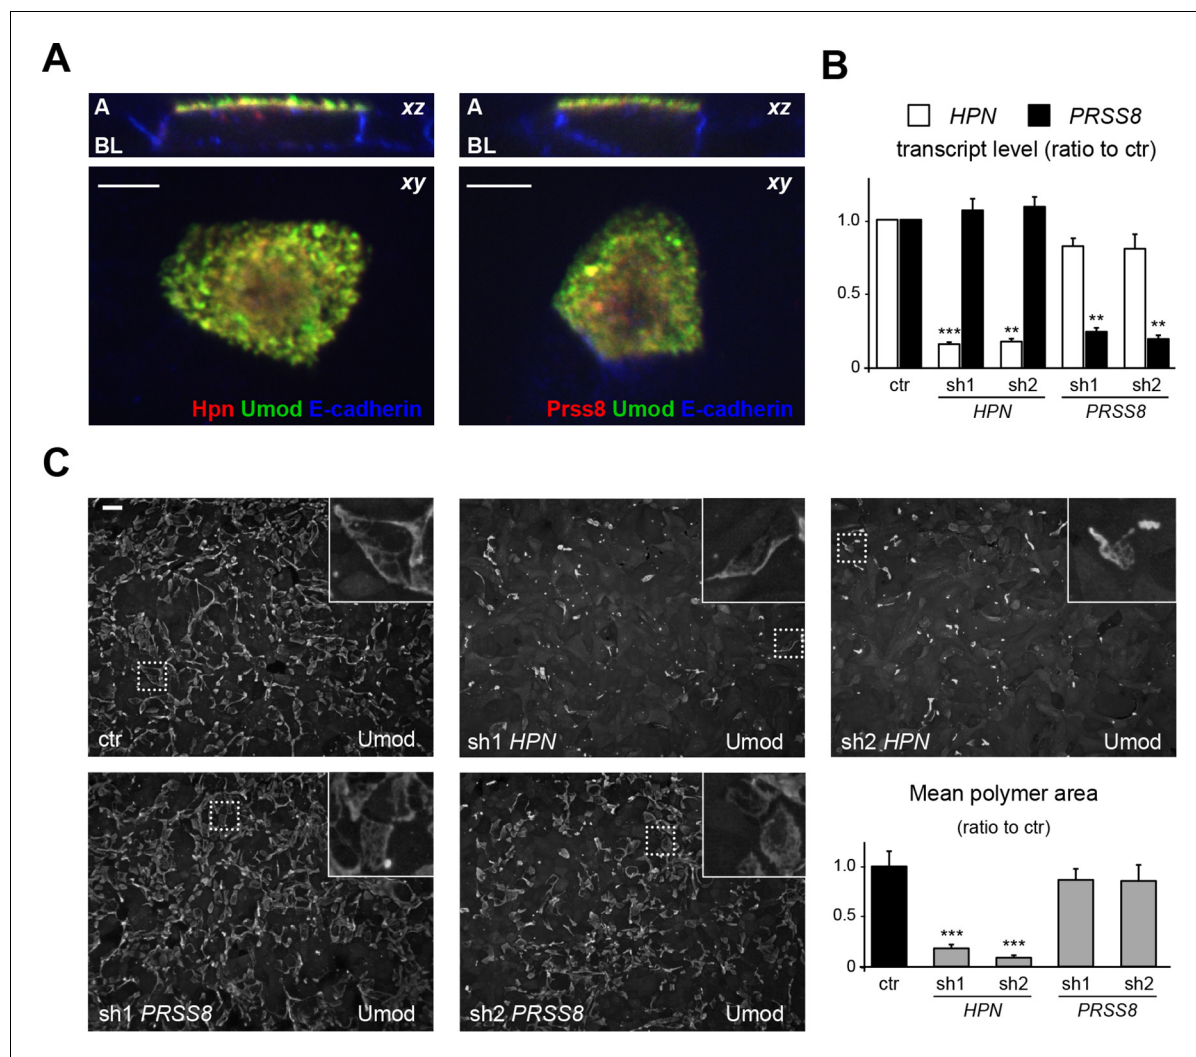 A
A
xz
BL
xy
Hpn Umod E-cadherin
A
xz
BL
xy
Prss8 Umod E-cadherin
B
HPN PRSS8
transcript level (ratio to ctr)
1.0
0.5
0
*** ** ** **
ctr sh1 sh2 sh1 sh2
HPN PRSS8
C
ctr Umod
sh1 HPN Umod
sh2 HPN Umod
sh1 PRSS8 Umod
sh2 PRSS8 Umod
Mean polymer area
(ratio to ctr)
1.0
0.5
0
*** ***
ctr sh1 sh2 sh1 sh2
HPN PRSS8